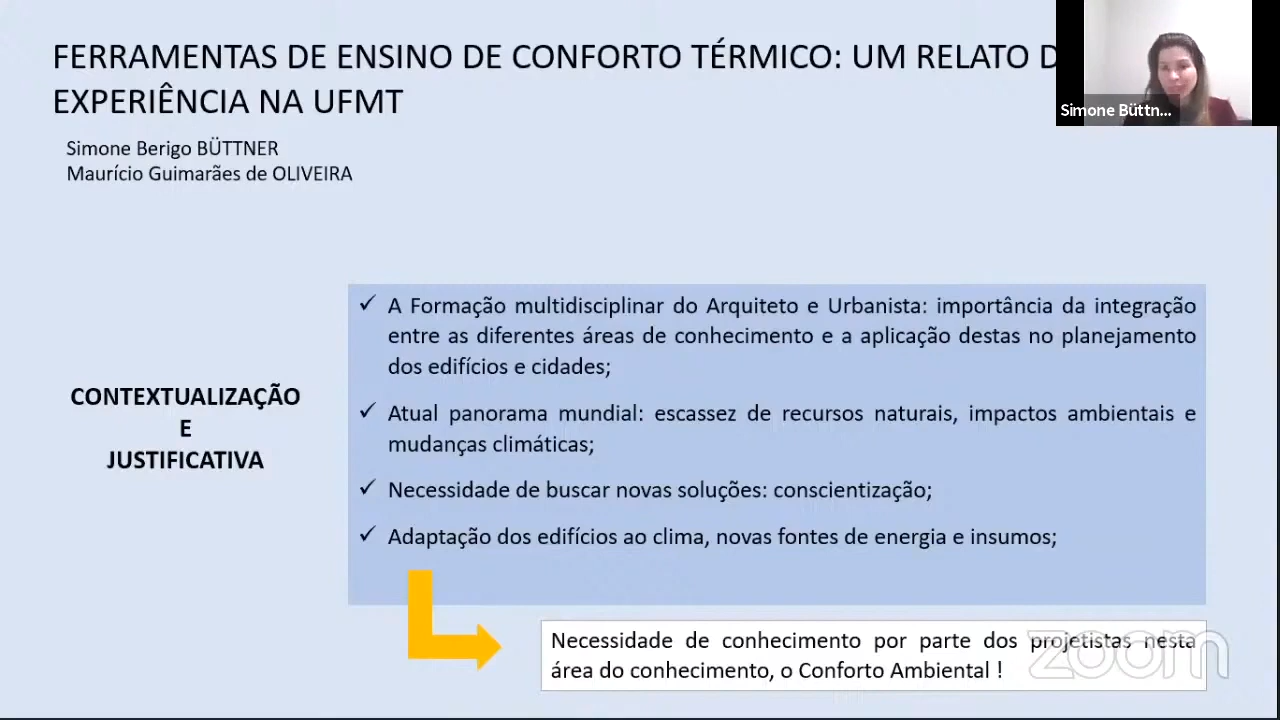 FERRAMENTAS DE ENSINO DE CONFORTO TÉRMICO: UM RELATO D
EXPERIÊNCIA NA UFMT
Simone Büttn...
Simone Berigo BÜTTNER
Maurício Guimarães de OLIVEIRA
CONTEXTUALIZAÇÃO
E
JUSTIFICATIVA
✓ A Formação multidisciplinar do Arquiteto e Urbanista: importância da integração
entre as diferentes áreas de conhecimento e a aplicação destas no planejamento
dos edifícios e cidades;
✓ Atual panorama mundial: escassez de recursos naturais, impactos ambientais e
mudanças climáticas;
✓ Necessidade de buscar novas soluções: conscientização;
✓ Adaptação dos edifícios ao clima, novas fontes de energia e insumos;
Necessidade de conhecimento por parte dos projetistas nesta
área do conhecimento, o Conforto Ambiental !
zoom